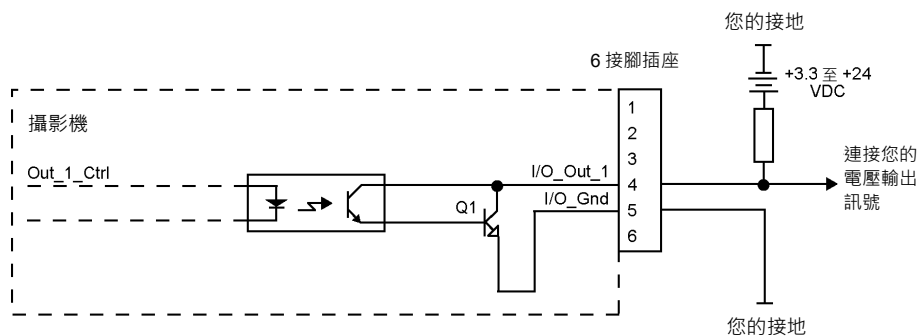 您的接地
6 接腳插座
+3.3 至 +24
VDC
攝影機
1
2
3
4
5
6
Out_1_Ctrl
I/O_Out_1
I/O_Gnd
Q1
連接您的
電壓輸出
訊號
您的接地